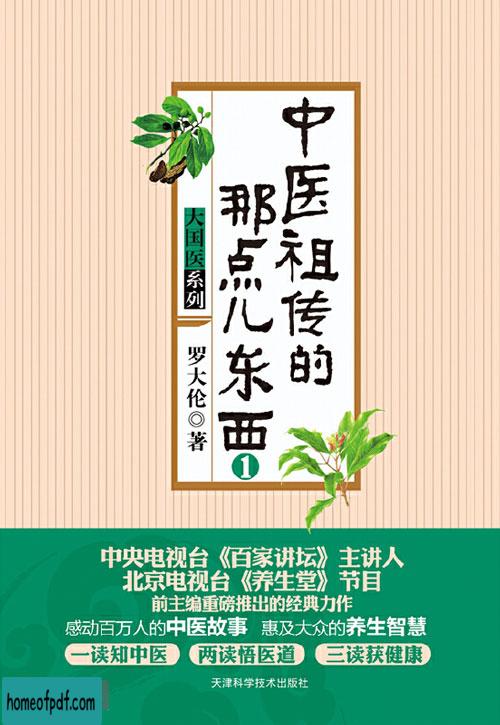 中医祖传的
那点儿东西
1
大国医系列
罗大伦◎著
中央电视台《百家讲坛》主讲人
北京电视台《养生堂》节目
前主编重磅推出的经典力作
感动百万人的中医故事 惠及大众的养生智慧
一读知中医 两读悟医道 三读获健康
天津科学技术出版社
homeofpdf.com